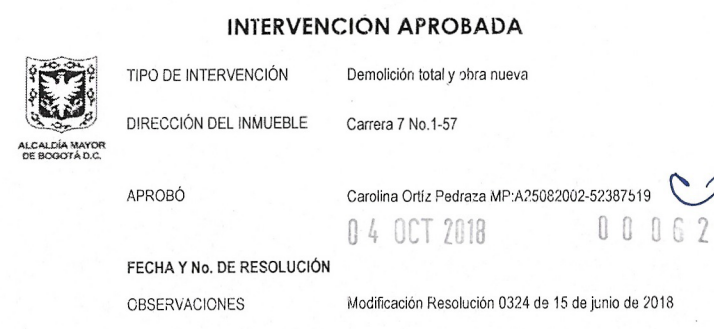 INTERVENCIÓN APROBADA
TIPO DE INTERVENCIÓN Demolición total y obra nueva
DIRECCIÓN DEL INMUEBLE Carrera 7 No.1-57
ALCALDÍA MAYOR
DE BOGOTÁ D.C.
APROBÓ Carolina Ortíz Pedraza MP:A25082002-52387519
04 OCT 2018 00062
FECHA Y No. DE RESOLUCIÓN
OBSERVACIONES Modificación Resolución 0324 de 15 de junio de 2018